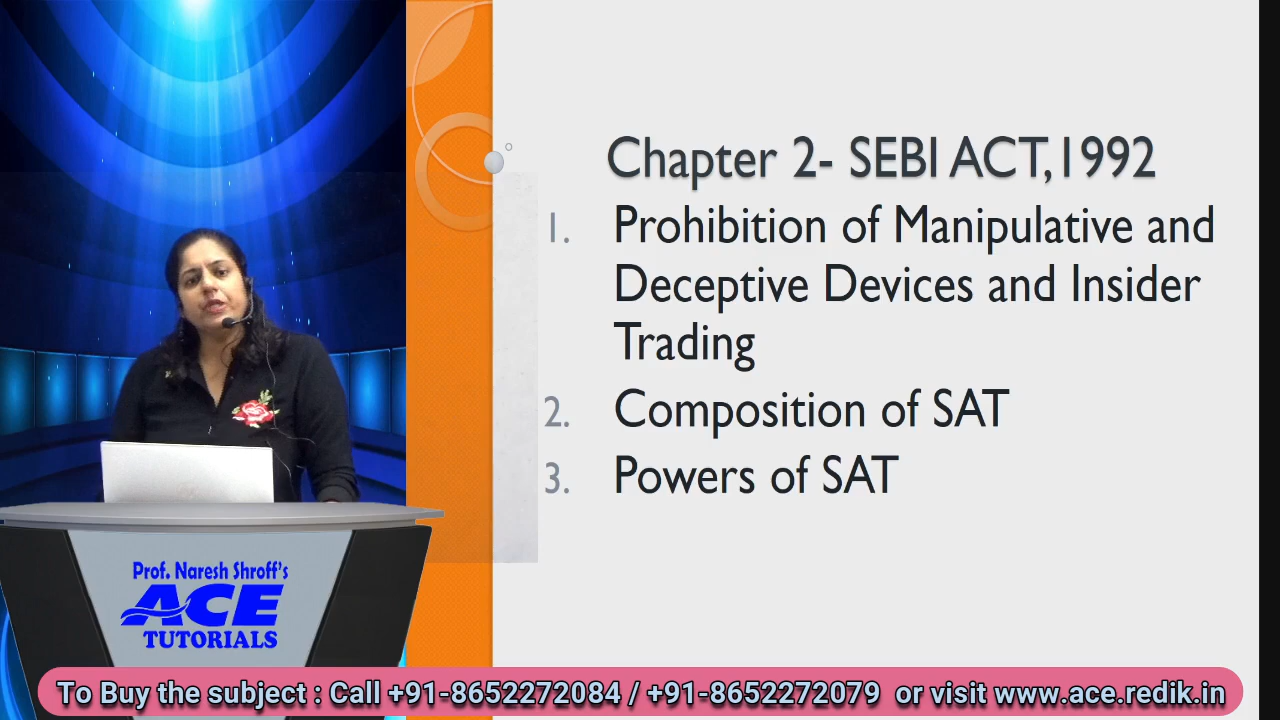 Chapter 2- SEBI ACT,1992
1. Prohibition of Manipulative and
Deceptive Devices and Insider
Trading
2. Composition of SAT
3. Powers of SAT
Prof. Naresh Shroff's
ACE
TUTORIALS
To Buy the subject : Call +91-8652272084 / +91-8652272079 or visit www.ace.redik.in